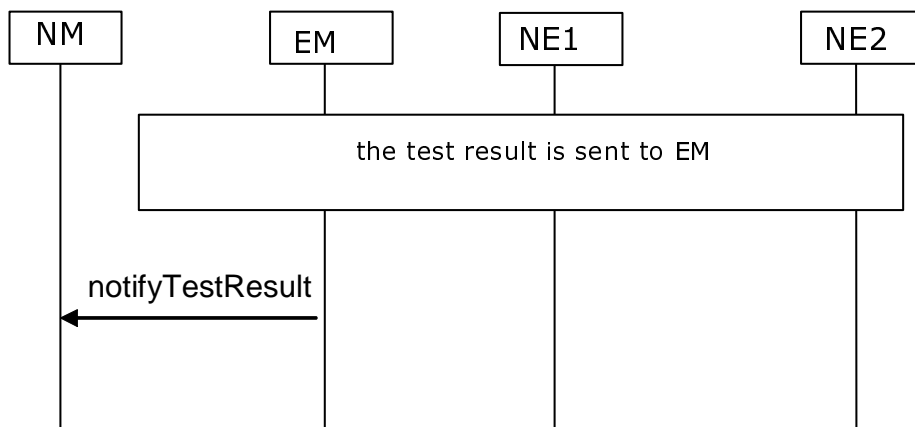 NM
EM
NE1
NE2
the test result is sent to EM
notifyTestResult